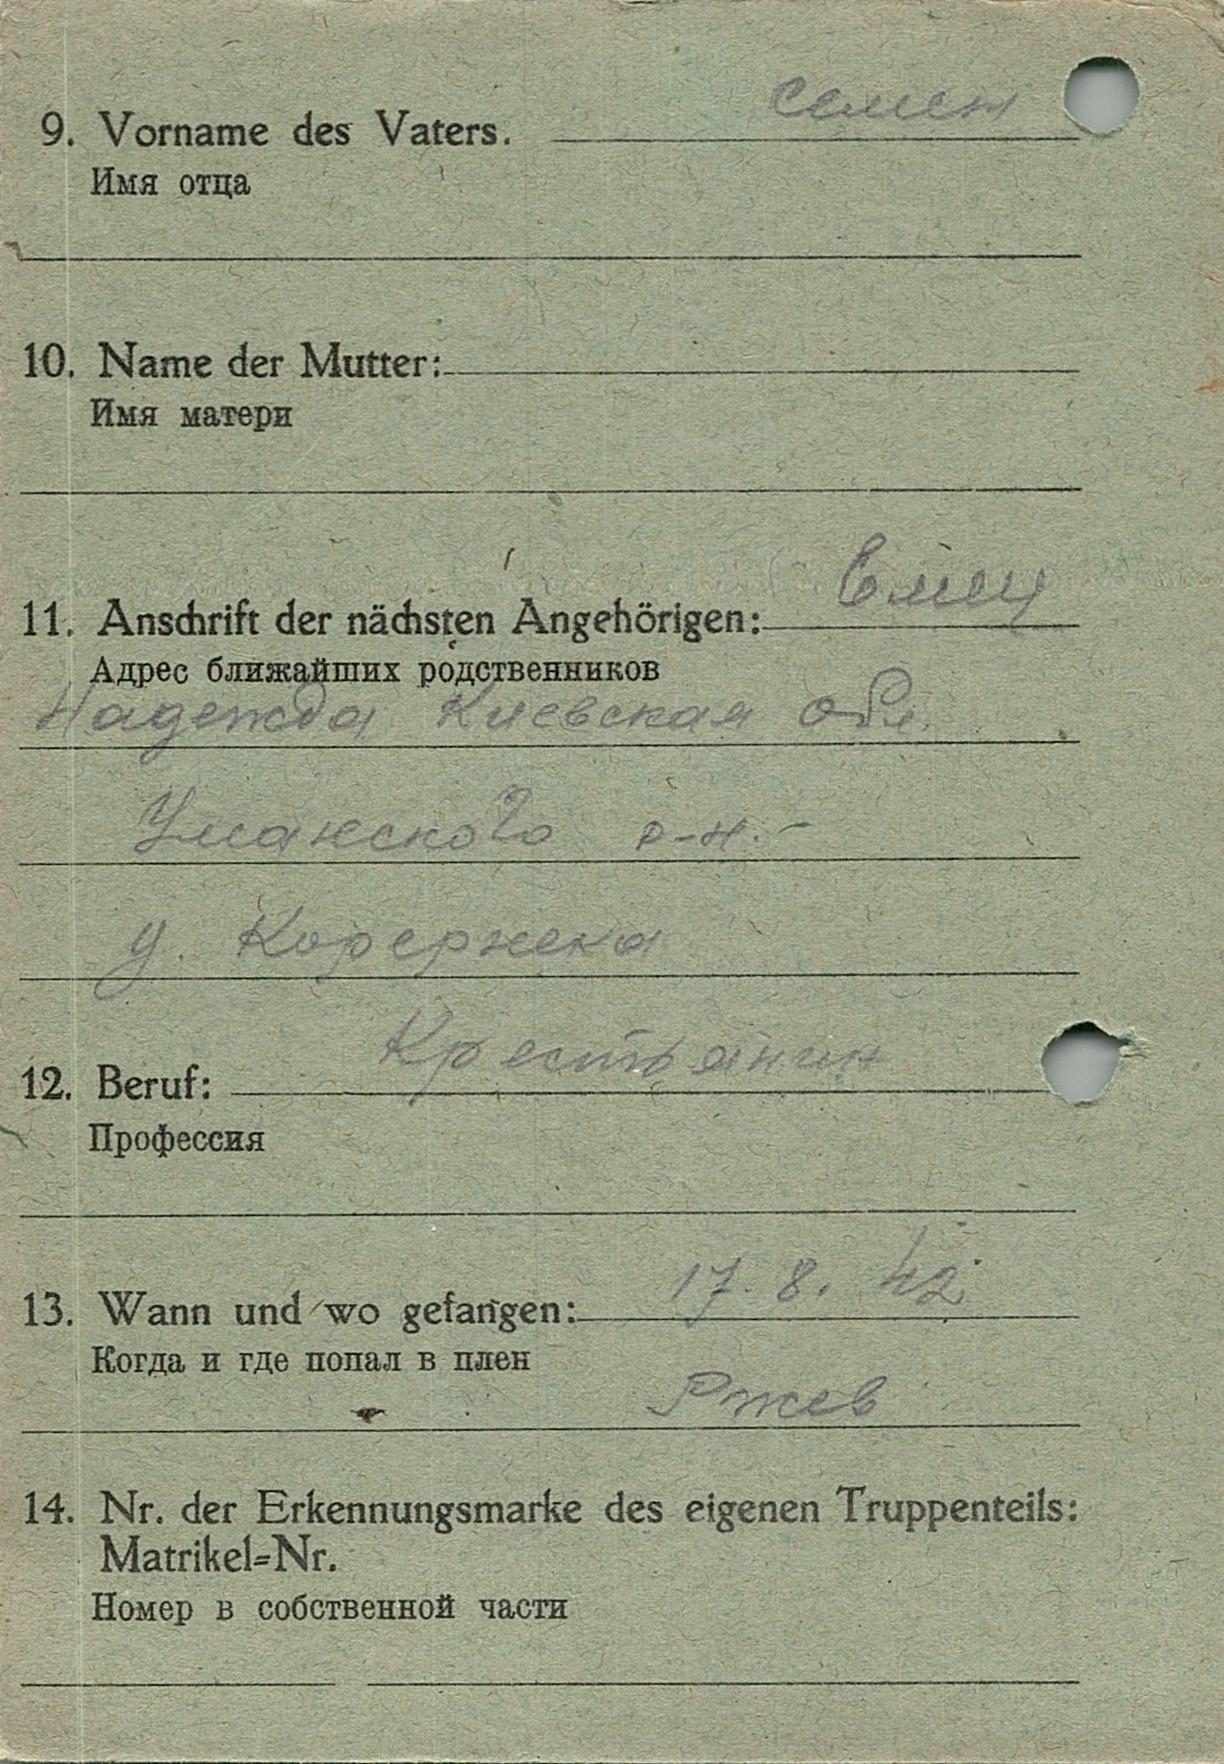 семен
9. Vorname des Vaters.
Имя отца
10. Name der Mutter:
Имя матери
Емец
11. Anschrift der nächsten Angehörigen:
Адрес ближайших родственников
Надежда Киевская обл.
Уманского р-н.
д.
Крестьянин
12. Beruf:
Профессия
17. 8. 42
13. Wann und wo gefangen:
Когда и где попал в плен
Ржев
14. Nr. der Erkennungsmarke des eigenen Truppenteils:
Matrikel=Nr.
Номер в собственной части